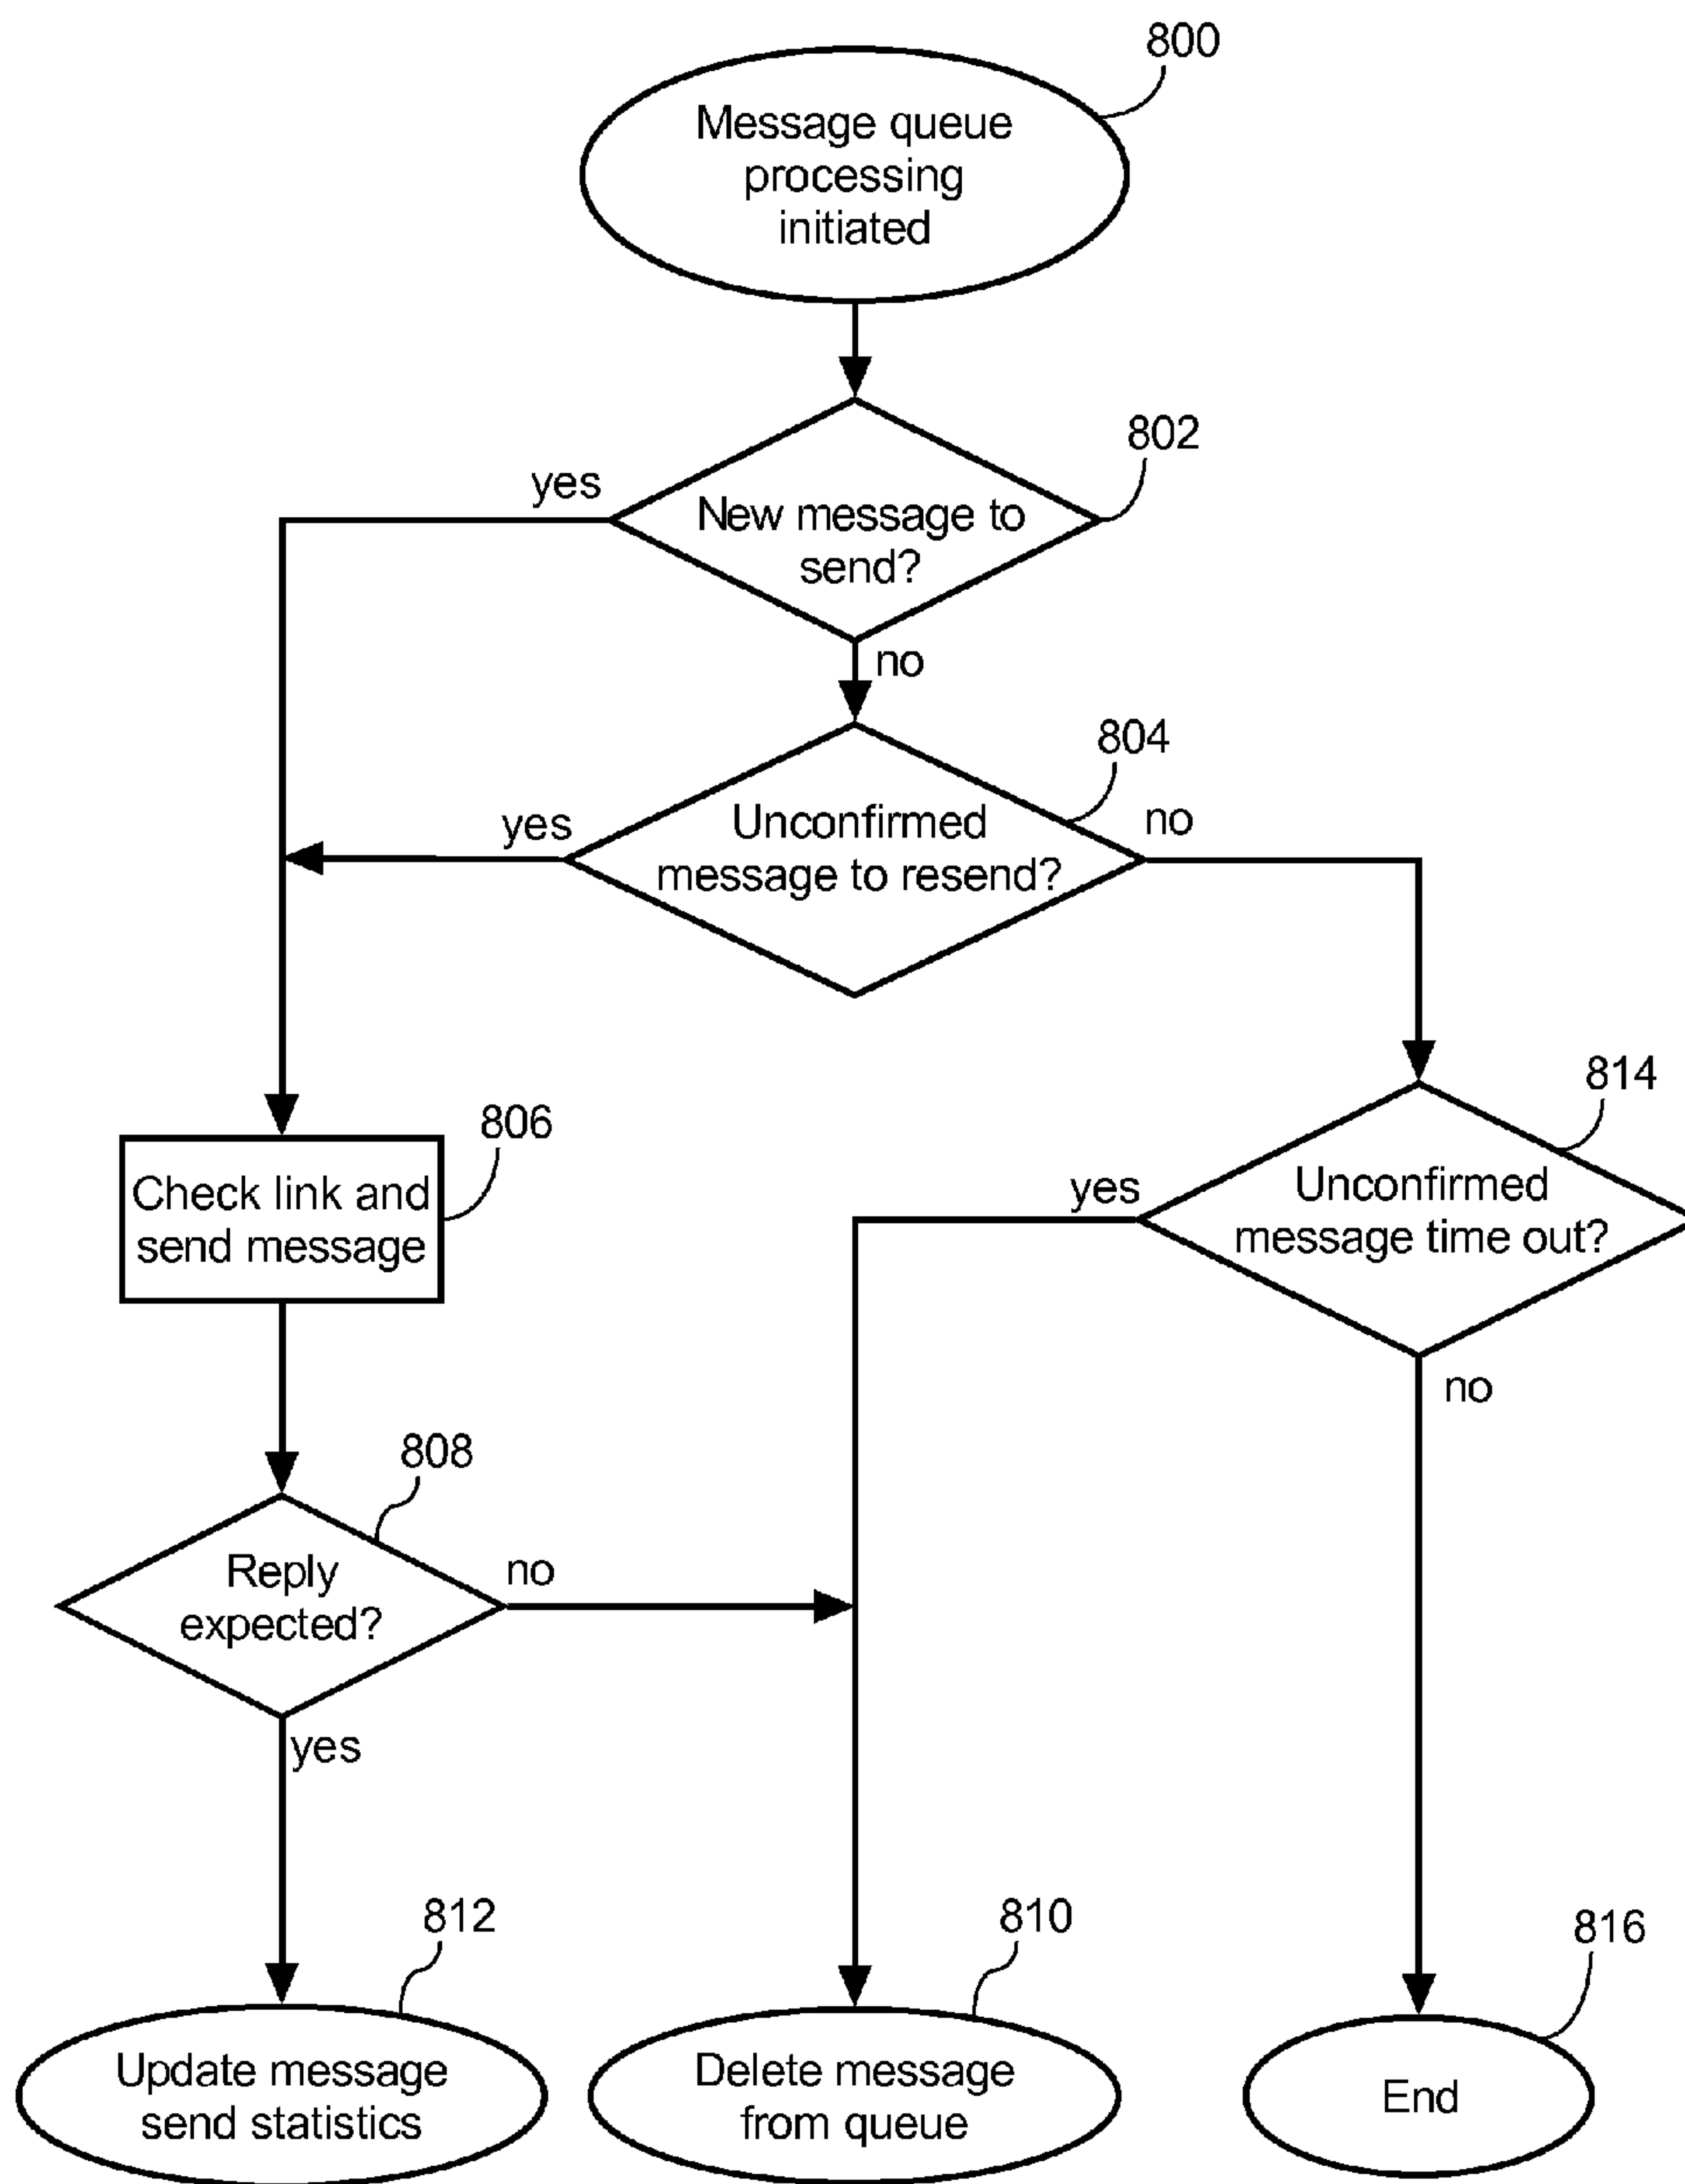 800
Message queue
processing
initiated
802
yes
New message to
send?
no
804
yes
Unconfirmed
message to resend?
no
814
806
Check link and
send message
yes
Unconfirmed
message time out?
no
808
Reply
expected?
no
yes
812
810
816
Update message
send statistics
Delete message
from queue
End